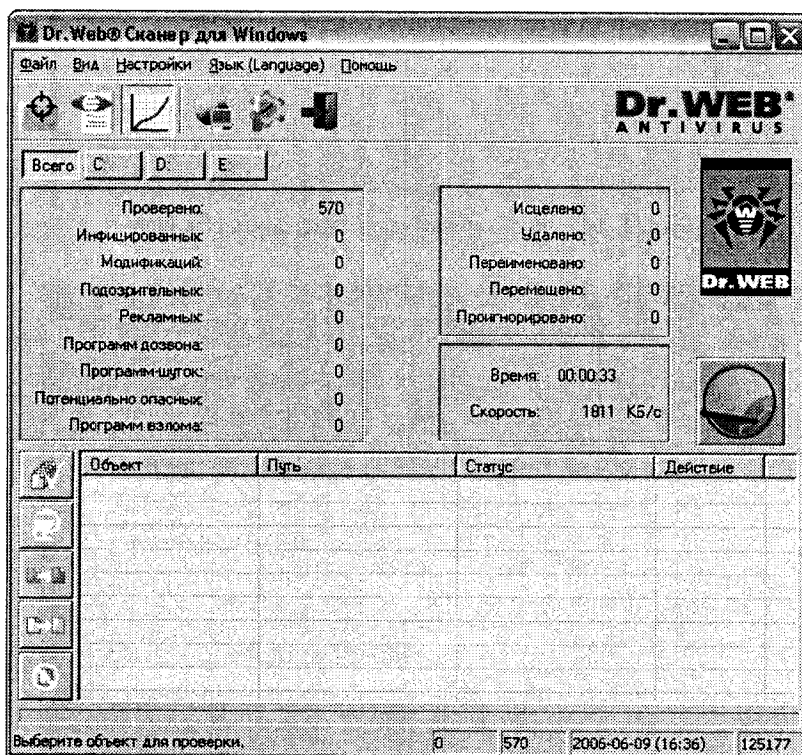 Dr.Web® Сканер для Windows
Файл Вид Настройки Язык (Language) Помощь
Dr.WEB®
ANTIVIRUS
Всего C: D: E:
Проверено: 570
Инфицированных: 0
Модификаций: 0
Подозрительных: 0
Рекламных: 0
Программ дозвона: 0
Программ-шуток: 0
Потенциально опасных: 0
Программ взлома: 0
Исцелено: 0
Удалено: 0
Переименовано: 0
Перемещено: 0
Проигнорировано: 0
Dr.WEB
Время: 00:00:33
Скорость: 1811 КБ/с
Объект Путь Статус Действие
Выберите объект для проверки. 0 570 2006-06-09 (16:36) 125177